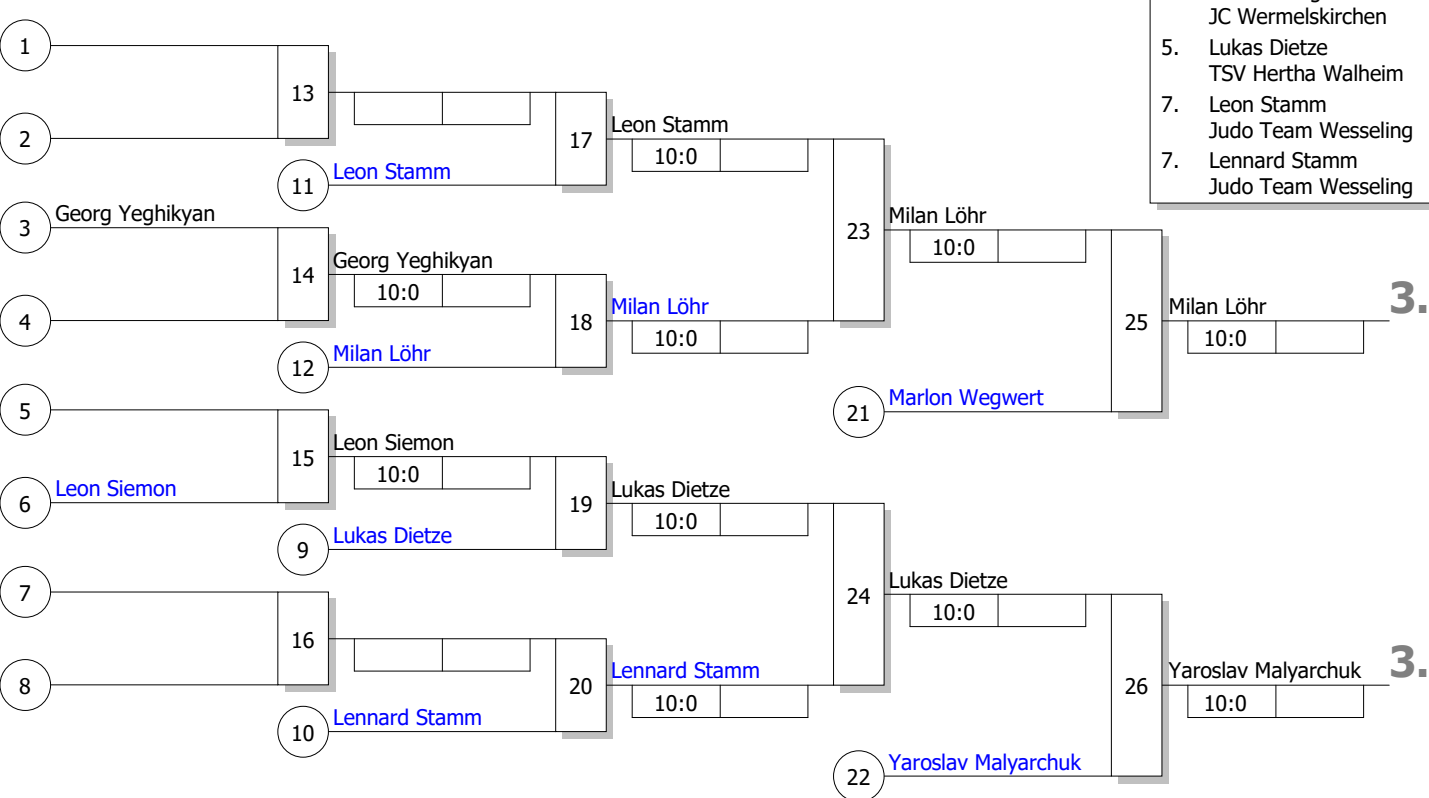 JC Wermelskirchen
5. Lukas Dietze
TSV Hertha Walheim
7. Leon Stamm
Judo Team Wesseling
7. Lennard Stamm
Judo Team Wesseling
1
13
2
17
Leon Stamm
10:0
11
Leon Stamm
3
Georg Yeghikyan
23
Milan Löhr
10:0
14
Georg Yeghikyan
10:0
4
18
Milan Löhr
10:0
12
Milan Löhr
25
Milan Löhr
10:0
3.
5
21
Marlon Wegwert
15
Leon Siemon
10:0
6
Leon Siemon
19
Lukas Dietze
10:0
9
Lukas Dietze
7
24
Lukas Dietze
10:0
16
8
20
Lennard Stamm
10:0
10
Lennard Stamm
26
Yaroslav Malyarchuk
10:0
3.
22
Yaroslav Malyarchuk